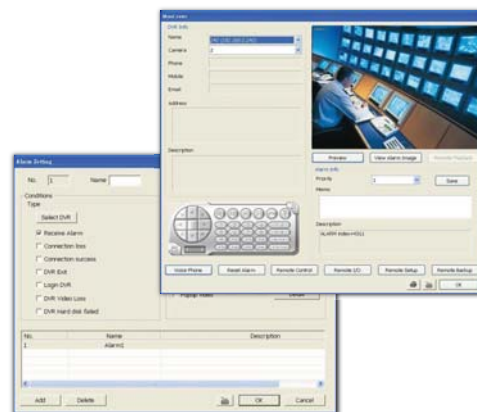 DVR Info
Name
Camera
2
Phone
Mobile
Email
Address
Description
Preview
View Alarm Image
Remote Playback
Alarm Info
Priority
1
Save
Memo
Description
Voice Phone
Reset Alarm
Remote Control
Remote I/O
Remote Setup
Remote Backup
OK
Alarm Setting
No.
1
Name
Conditions
Type
Select DVR
Receive Alarm
Connection loss
Connection success
DVR Exit
Login DVR
DVR Video Loss
DVR Hard disk failed
No.
Name
Description
1
Alarm1
Add
Delete
OK
Cancel